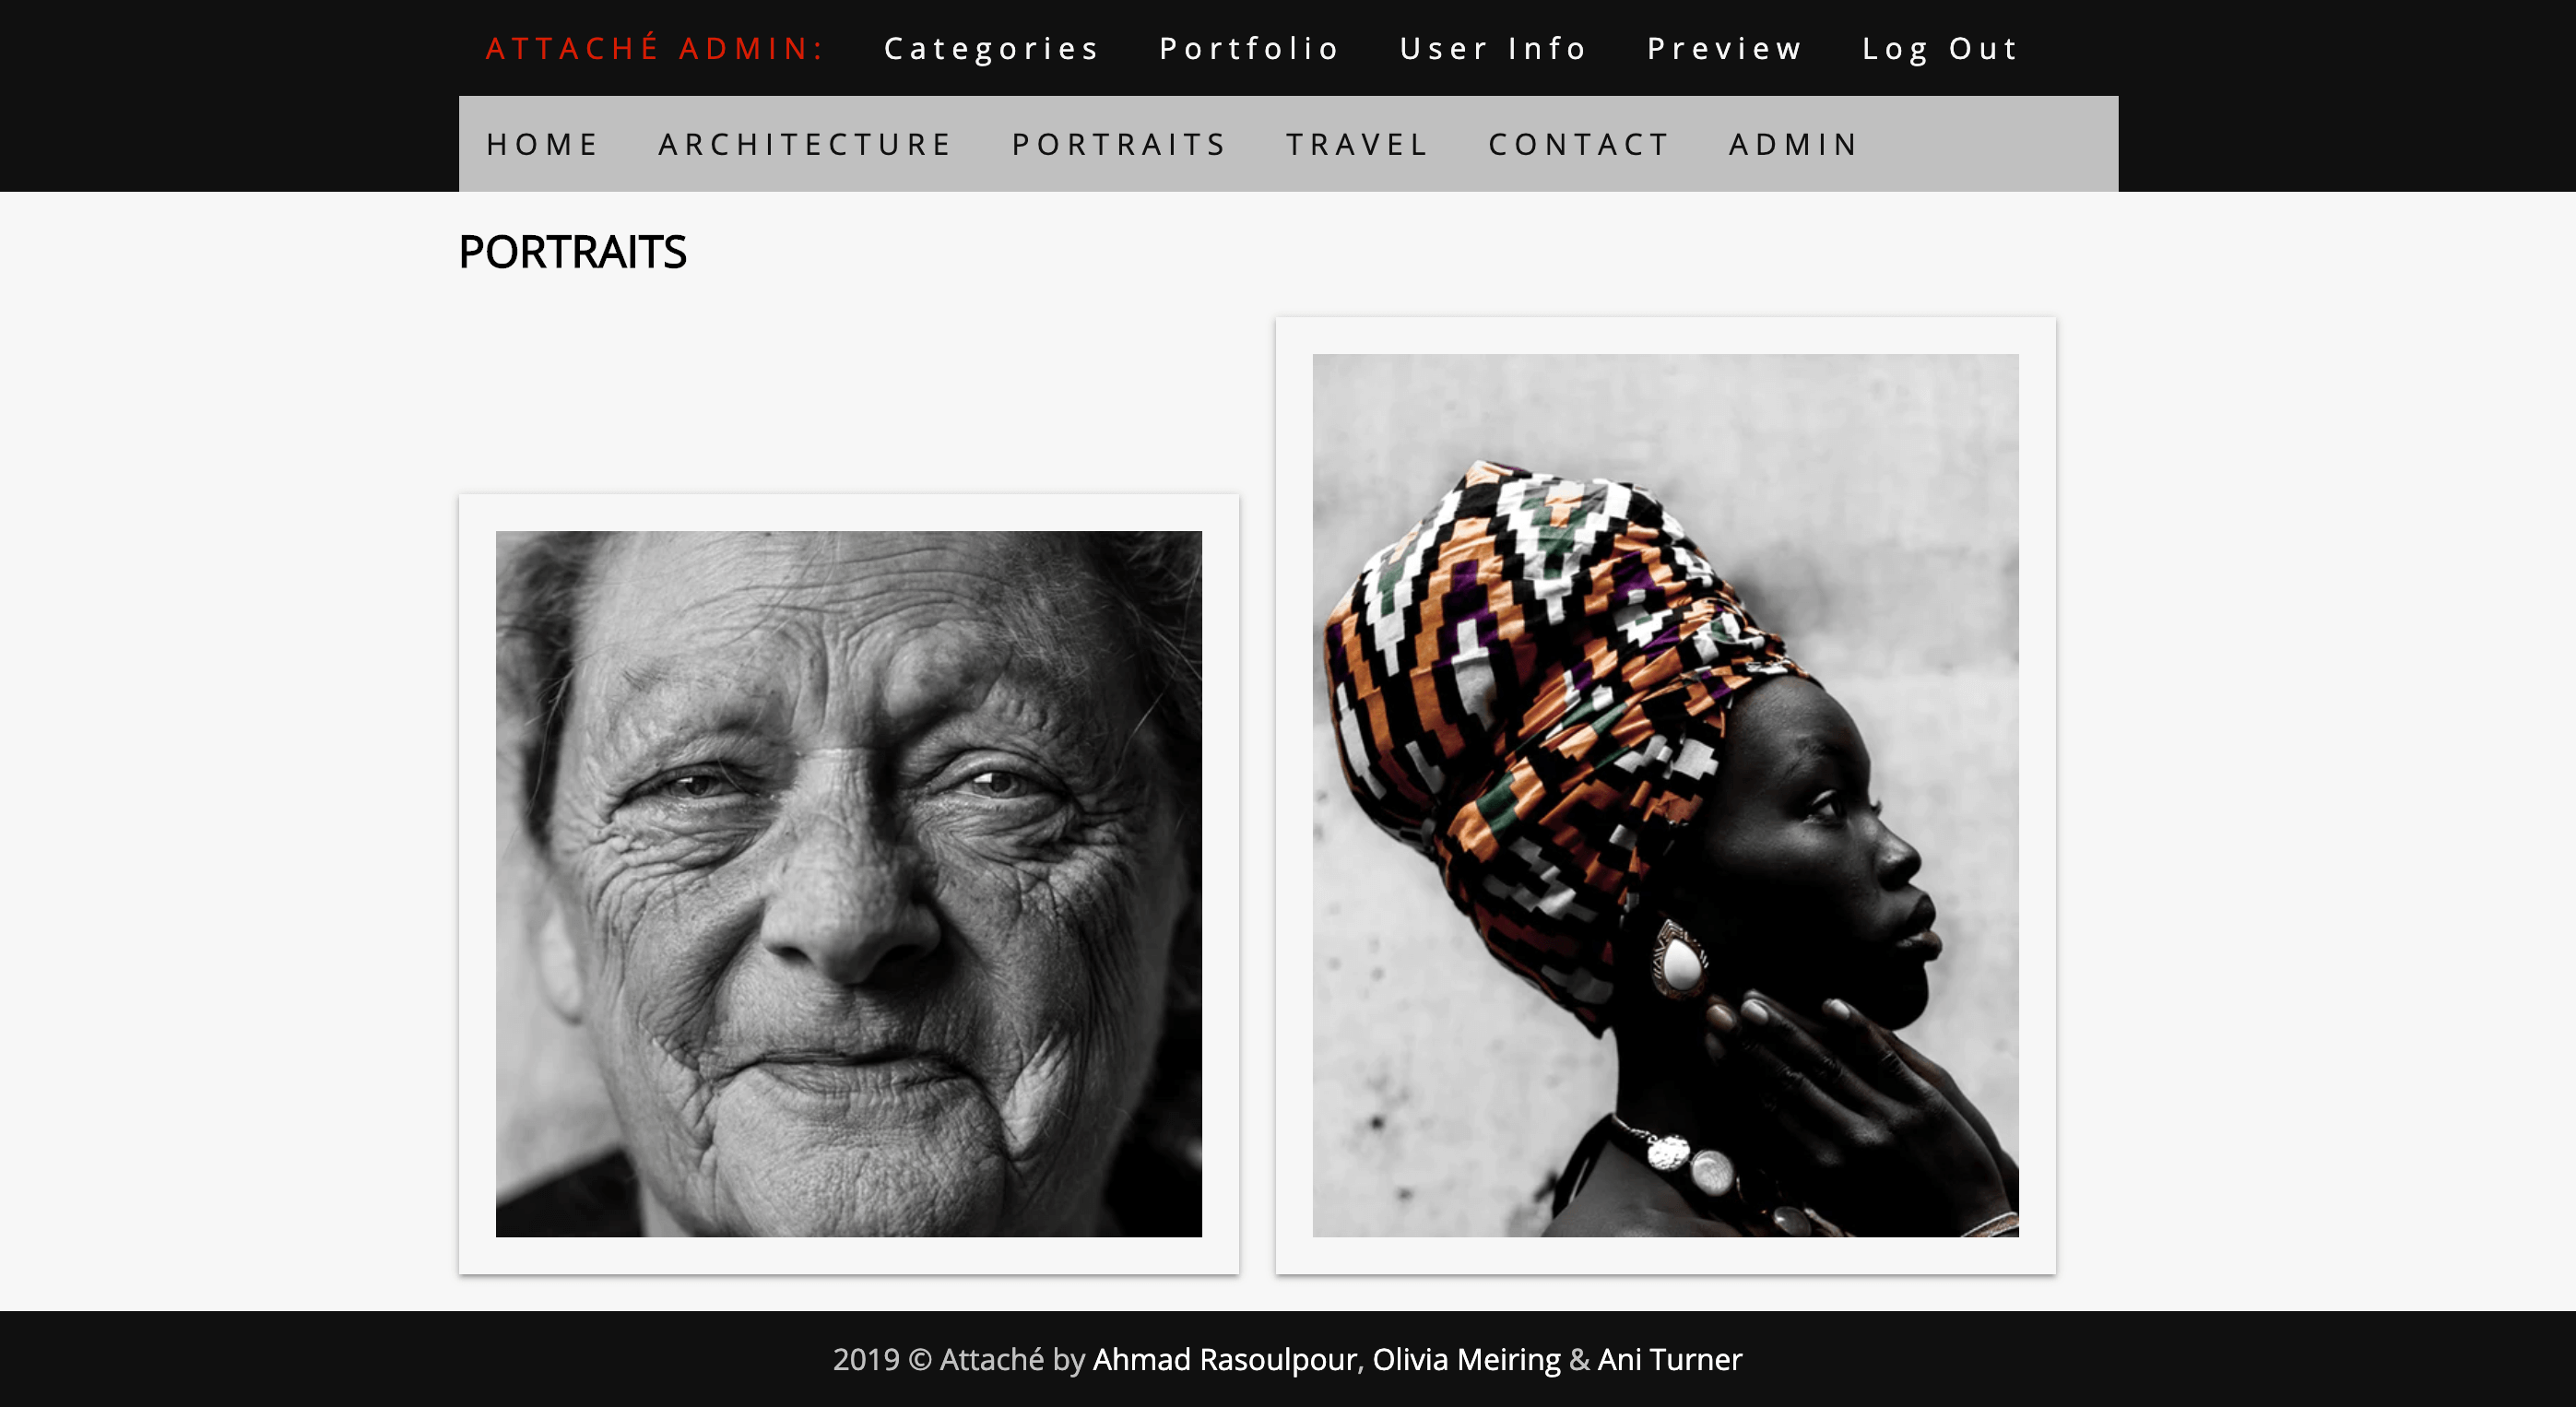 ATTACHÉ ADMIN: Categories Portfolio User Info Preview Log Out
HOME ARCHITECTURE PORTRAITS TRAVEL CONTACT ADMIN
PORTRAITS
2019 © Attaché by Ahmad Rasoulpour, Olivia Meiring & Ani Turner